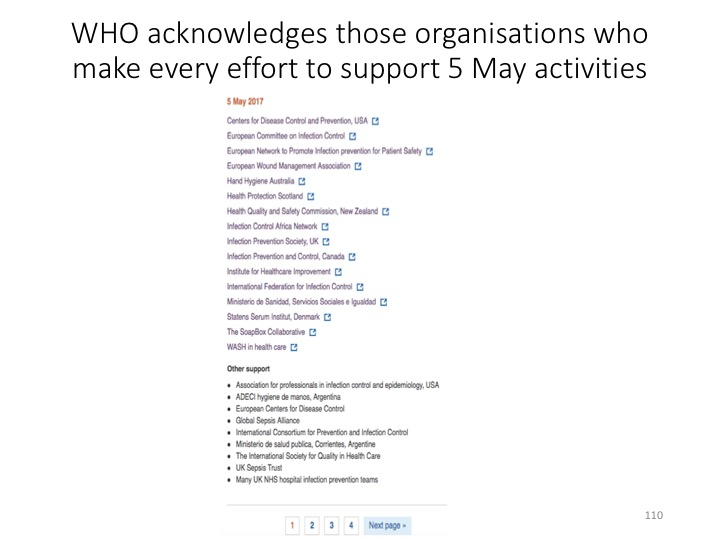 WHO acknowledges those organisations who
make every effort to support 5 May activities
5 May 2017
Centers for Disease Control and Prevention, USA
European Committee on Infection Control
European Network to Promote Infection prevention for Patient Safety
European Wound Management Association
Hand Hygiene Australia
Health Protection Scotland
Health Quality and Safety Commission, New Zealand
Infection Control Africa Network
Infection Prevention Society, UK
Infection Prevention and Control, Canada
Institute for Healthcare Improvement
International Federation for Infection Control
Ministerio de Sanidad, Servicios Sociales e Igualdad
Statens Serum Institut, Denmark
The SoapBox Collaborative
WASH in health care
Other support
• Association for professionals in infection control and epidemiology, USA
• ADECI hygiene de manos, Argentina
• European Centers for Disease Control
• Global Sepsis Alliance
• International Consortium for Prevention and Infection Control
• Ministerio de salud publica, Corrientes, Argentine
• The International Society for Quality in Health Care
• UK Sepsis Trust
• Many UK NHS hospital infection prevention teams
110
1 2 3 4 Next page »